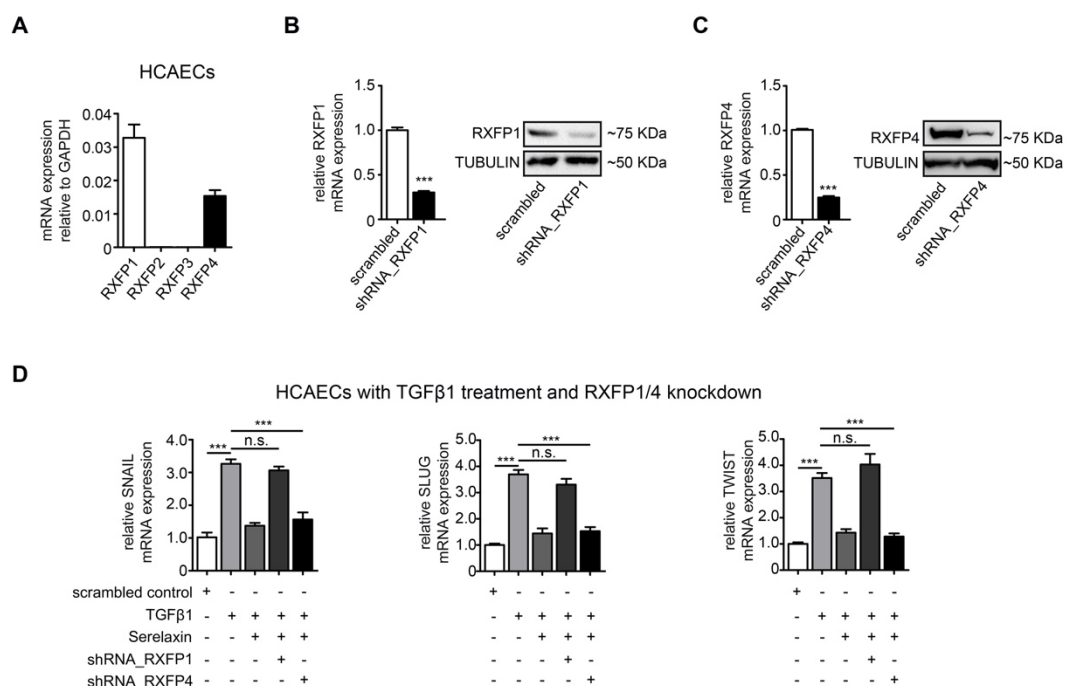 A
HCAECs
mRNA expression
relative to GAPDH
0.04
0.03
0.02
0.01
0
RXFP1
RXFP2
RXFP3
RXFP4
B
relative RXFP1
mRNA expression
1.5
1.0
0.5
0
***
scrambled
shRNA_RXFP1
RXFP1
~75 KDa
TUBULIN
~50 KDa
scrambled
shRNA_RXFP1
C
relative RXFP4
mRNA expression
1.5
1.0
0.5
0
***
scrambled
shRNA_RXFP4
RXFP4
~75 KDa
TUBULIN
~50 KDa
scrambled
shRNA_RXFP4
D
HCAECs with TGFβ1 treatment and RXFP1/4 knockdown
relative SNAIL
mRNA expression
4.0
3.0
2.0
1.0
0
***
n.s.
***
relative SLUG
mRNA expression
5.0
4.0
3.0
2.0
1.0
0
***
n.s.
***
relative TWIST
mRNA expression
5.0
4.0
3.0
2.0
1.0
0
***
n.s.
***
scrambled control + - - - - + - - - - + - - - -
TGFβ1 - + + + + - + + + + - + + + +
Serelaxin - - + + + - - + + + - - + + +
shRNA_RXFP1 - - - + - - - - + - - - - + -
shRNA_RXFP4 - - - - + - - - - + - - - - +